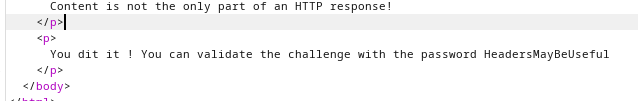 Content is not the only part of an HTTP response!
</p>
<p>
You dit it ! You can validate the challenge with the password HeadersMayBeUseful
</p>
</body>
</html>